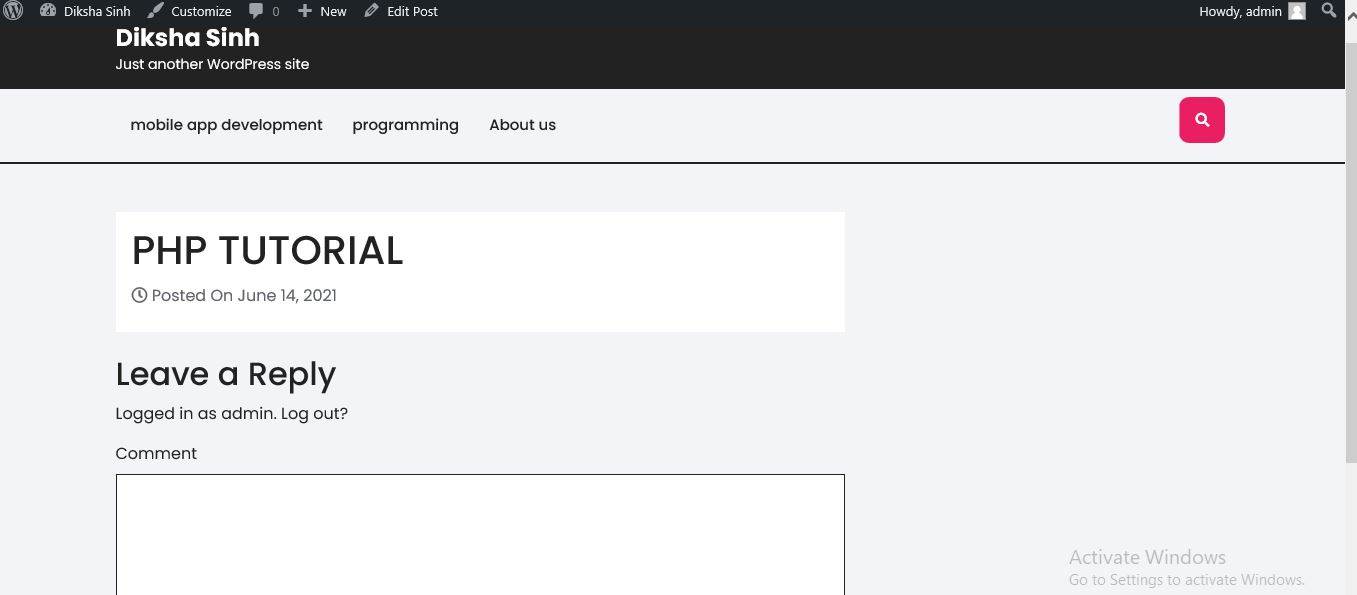 Diksha Sinh Customize 0 New Edit Post Howdy, admin
Diksha Sinh
Just another WordPress site
mobile app development programming About us
PHP TUTORIAL
Posted On June 14, 2021
Leave a Reply
Logged in as admin. Log out?
Comment
Activate Windows
Go to Settings to activate Windows.